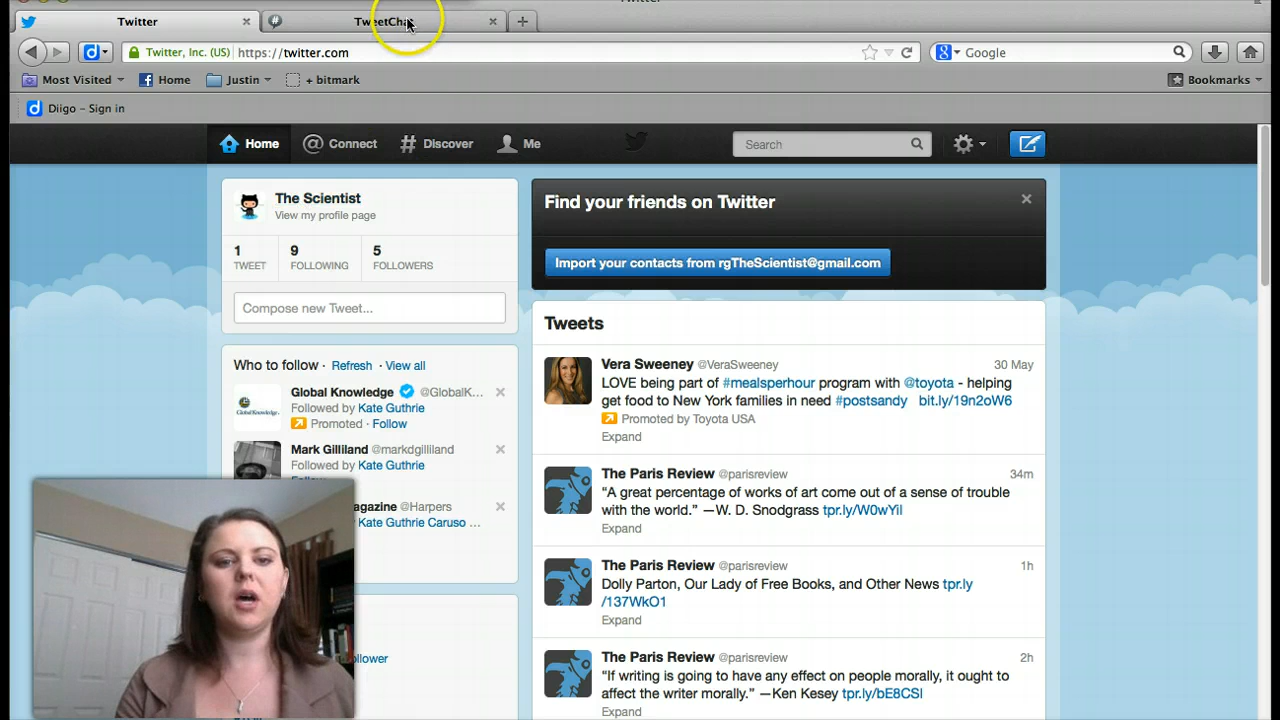 Twitter
TweetChat
Twitter, Inc. (US) https://twitter.com
Google
Most Visited
Home
Justin
+ bitmark
Bookmarks
Diigo - Sign in
Home
Connect
Discover
Me
Search
The Scientist
View my profile page
1
TWEET
9
FOLLOWING
5
FOLLOWERS
Compose new Tweet...
Who to follow · Refresh · View all
Global Knowledge @GlobalK...
Followed by Kate Guthrie
Promoted · Follow
Mark Gilliland @markdgilliland
Followed by Kate Guthrie
agazine @Harpers
Kate Guthrie Caruso ...
Find your friends on Twitter
Import your contacts from rgTheScientist@gmail.com
Tweets
Vera Sweeney @VeraSweeney 30 May
LOVE being part of #mealsperhour program with @toyota - helping
get food to New York families in need #postsandy bit.ly/19n2oW6
Promoted by Toyota USA
Expand
The Paris Review @parisreview 34m
“A great percentage of works of art come out of a sense of trouble
with the world.” —W. D. Snodgrass tpr.ly/W0wYil
Expand
The Paris Review @parisreview 1h
Dolly Parton, Our Lady of Free Books, and Other News tpr.ly
/137WkO1
Expand
The Paris Review @parisreview 2h
“If writing is going to have any effect on people morally, it ought to
affect the writer morally.” —Ken Kesey tpr.ly/bE8CSl
Expand